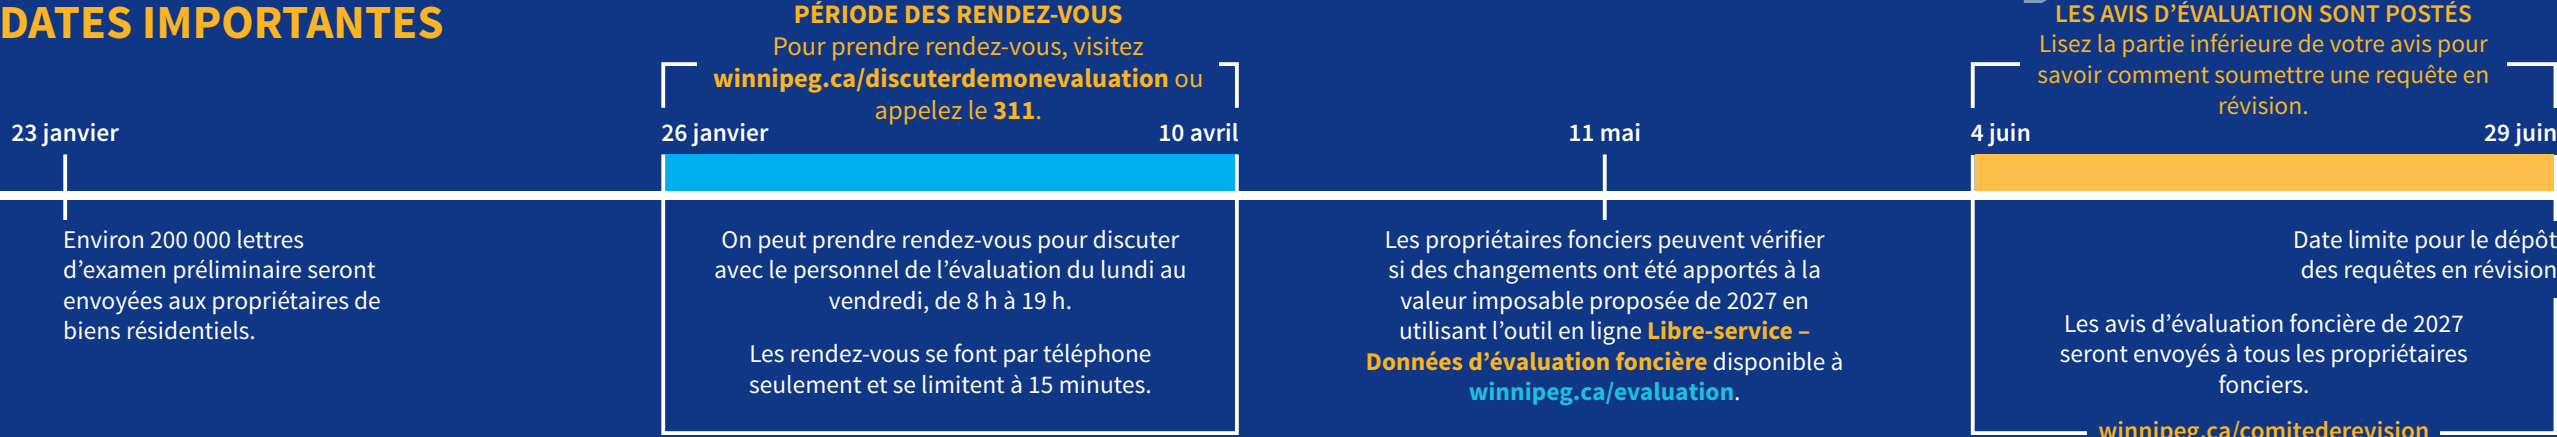 DATES IMPORTANTES
23 janvier
Environ 200 000 lettres
d’examen préliminaire seront
envoyées aux propriétaires de
biens résidentiels.
PÉRIODE DES RENDEZ-VOUS
Pour prendre rendez-vous, visitez
winnipeg.ca/discuterdemonevaluation ou
appelez le 311.
26 janvier
10 avril
On peut prendre rendez-vous pour discuter
avec le personnel de l’évaluation du lundi au
vendredi, de 8 h à 19 h.
Les rendez-vous se font par téléphone
seulement et se limitent à 15 minutes.
11 mai
Les propriétaires fonciers peuvent vérifier
si des changements ont été apportés à la
valeur imposable proposée de 2027 en
utilisant l’outil en ligne Libre-service –
Données d’évaluation foncière disponible à
winnipeg.ca/evaluation.
LES AVIS D’ÉVALUATION SONT POSTÉS
Lisez la partie inférieure de votre avis pour
savoir comment soumettre une requête en
révision.
4 juin
29 juin
Date limite pour le dépôt
des requêtes en révision
Les avis d’évaluation foncière de 2027
seront envoyés à tous les propriétaires
fonciers.
winnipeg.ca/comitederevision